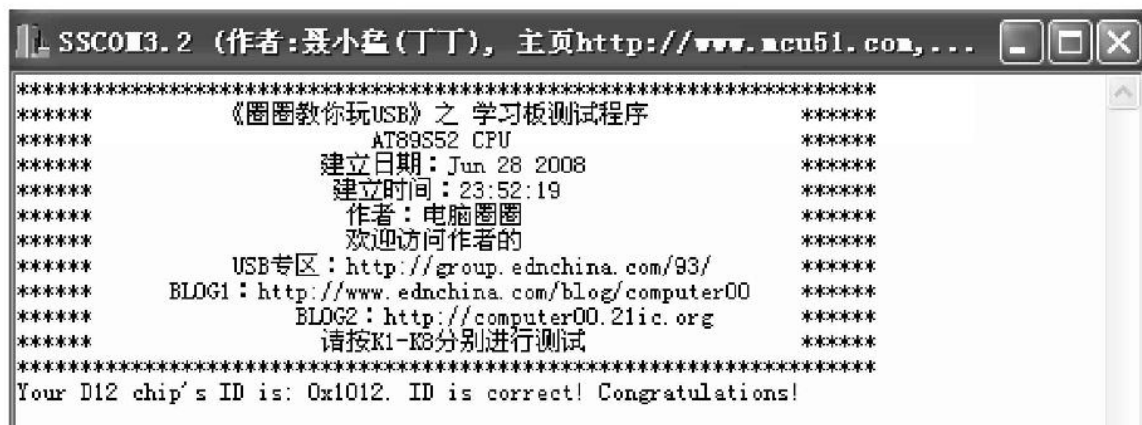 SSCOM3.2 (作者:聂小猛(丁丁), 主页http://www.mcu51.com,...
********************************************************************
****** 《圈圈教你玩USB》之 学习板测试程序 ******
****** AT89S52 CPU ******
****** 建立日期：Jun 28 2008 ******
****** 建立时间：23:52:19 ******
****** 作者：电脑圈圈 ******
****** 欢迎访问作者的 ******
****** USB专区：http://group.ednchina.com/93/ ******
****** BLOG1：http://www.ednchina.com/blog/computer00 ******
****** BLOG2：http://computer00.21ic.org ******
****** 请按K1-K8分别进行测试 ******
********************************************************************
Your D12 chip's ID is: 0x1012. ID is correct! Congratulations!